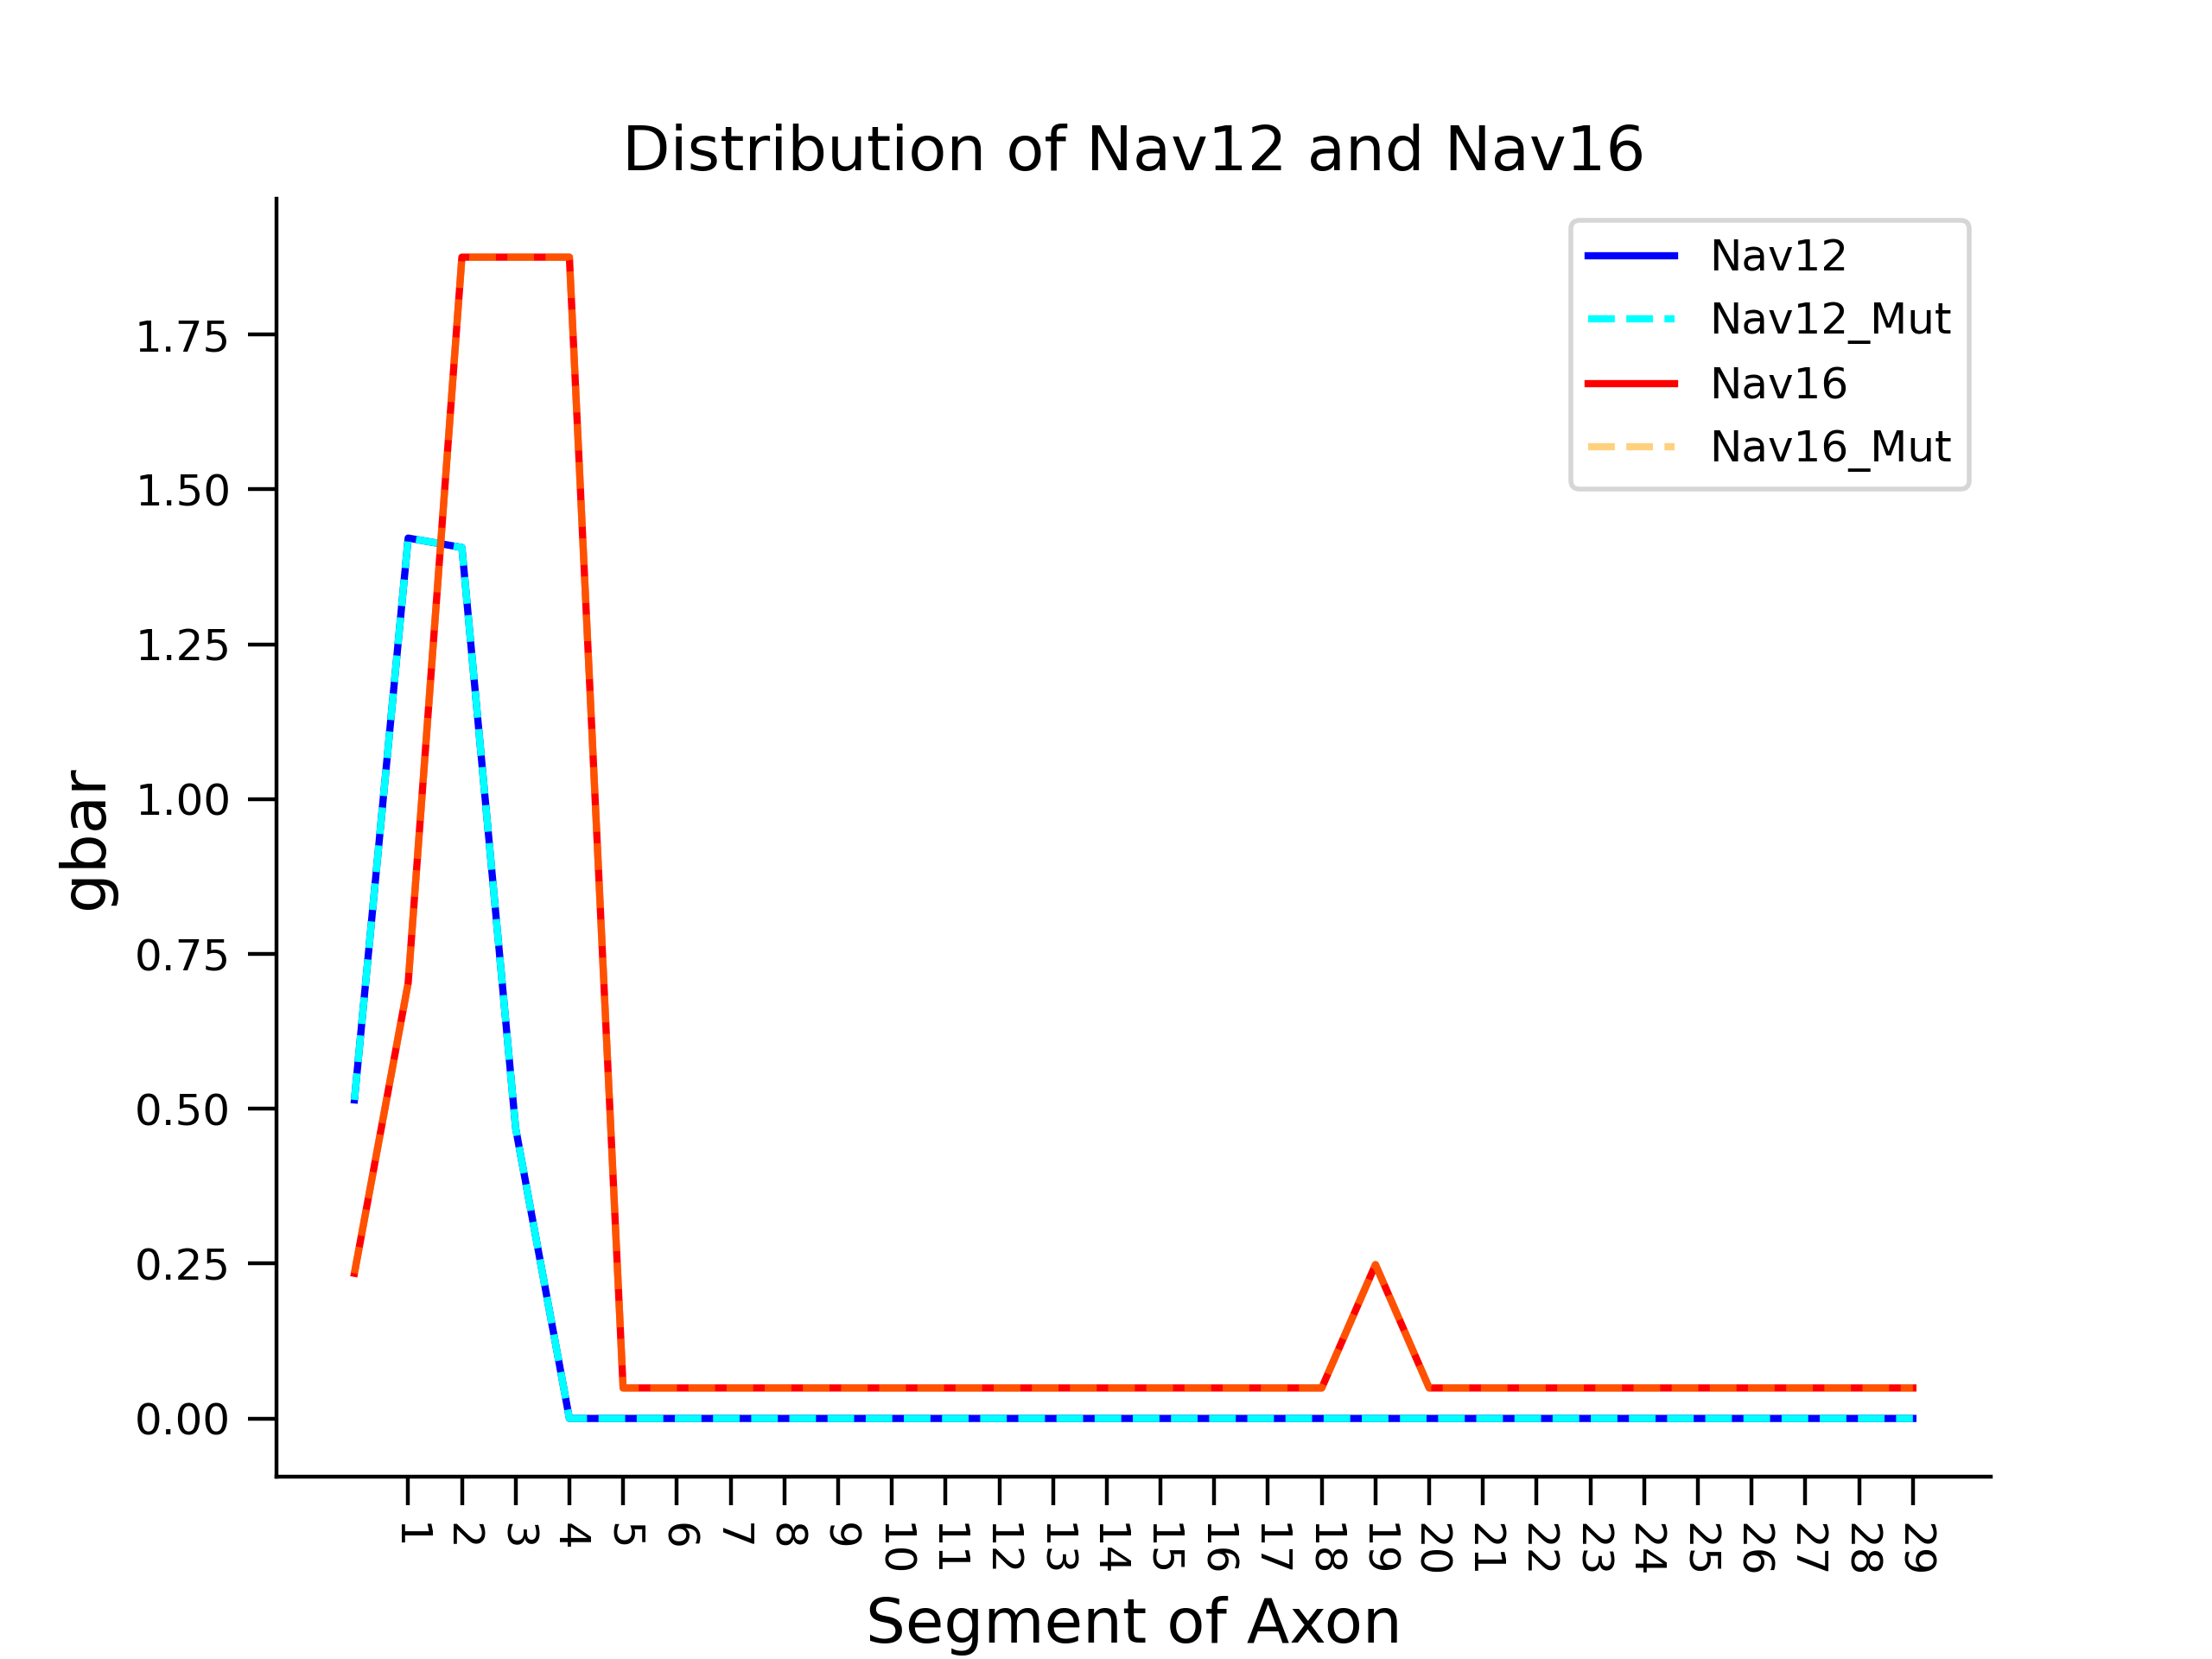 Distribution of Nav12 and Nav16
Nav12
Nav12_Mut
Nav16
Nav16_Mut
gbar
1.75
1.50
1.25
1.00
0.75
0.50
0.25
0.00
1 2 3 4 5 6 7 8 9 10 11 12 13 14 15 16 17 18 19 20 21 22 23 24 25 26 27 28 29
Segment of Axon